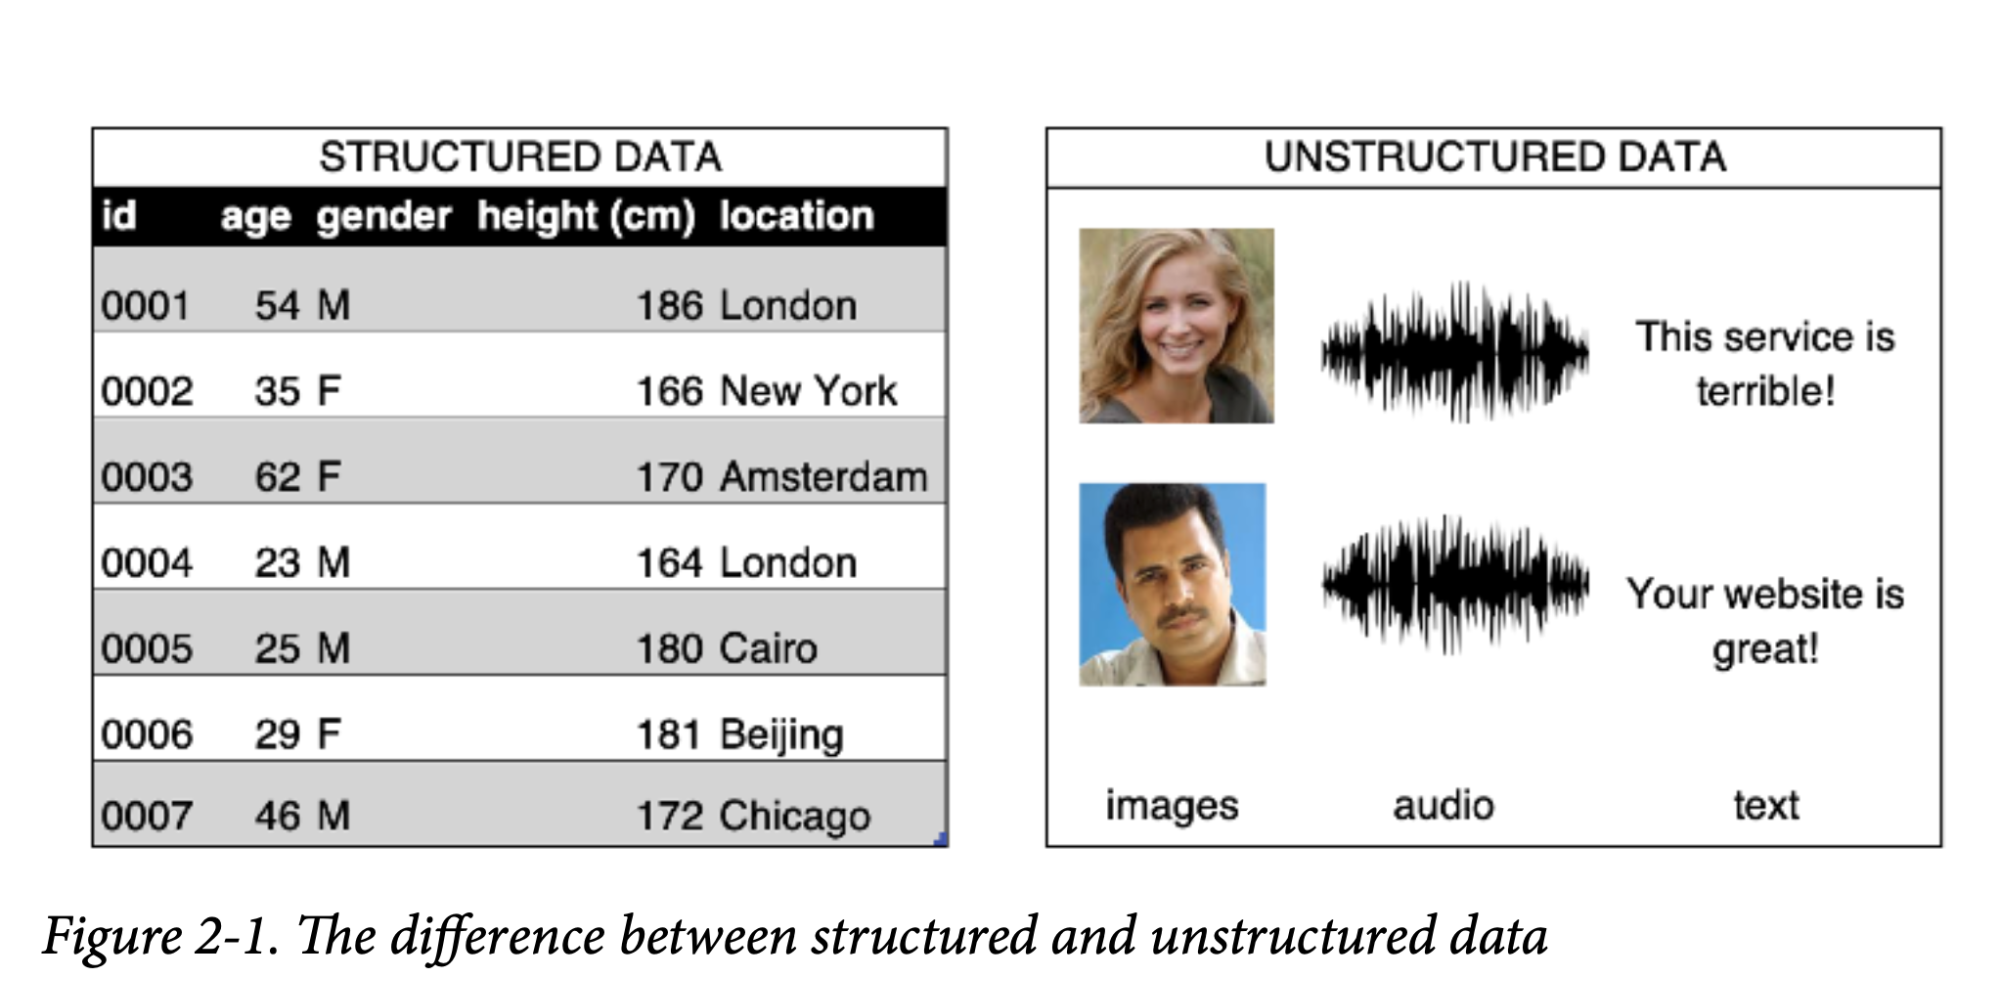 STRUCTURED DATA
id age gender height (cm) location
0001 54 M 186 London
0002 35 F 166 New York
0003 62 F 170 Amsterdam
0004 23 M 164 London
0005 25 M 180 Cairo
0006 29 F 181 Beijing
0007 46 M 172 Chicago
UNSTRUCTURED DATA
This service is
terrible!
Your website is
great!
images audio text
Figure 2-1. The difference between structured and unstructured data